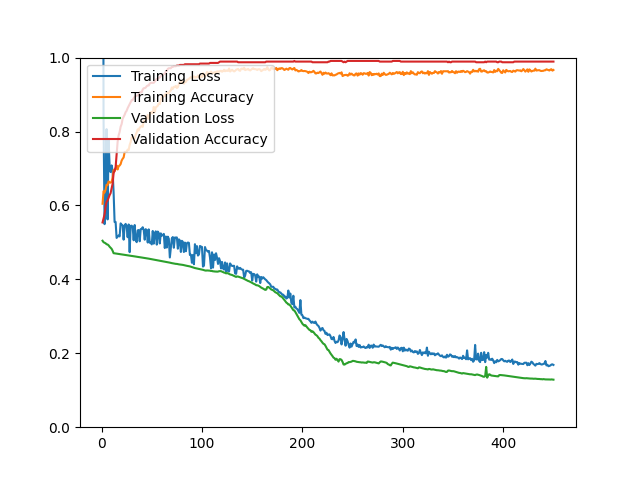 1.0
0.8
0.6
0.4
0.2
0.0
Training Loss
Training Accuracy
Validation Loss
Validation Accuracy
0 100 200 300 400